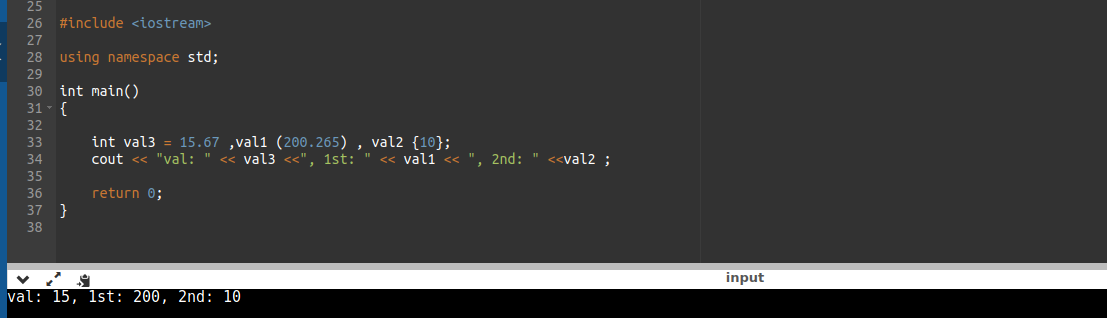 25
26 #include <iostream>
27
28 using namespace std;
29
30 int main()
31 {
32
33 int val3 = 15.67 ,val1 (200.265) , val2 {10};
34 cout << "val: " << val3 <<", 1st: " << val1 << ", 2nd: " <<val2 ;
35
36 return 0;
37 }
38
input
val: 15, 1st: 200, 2nd: 10